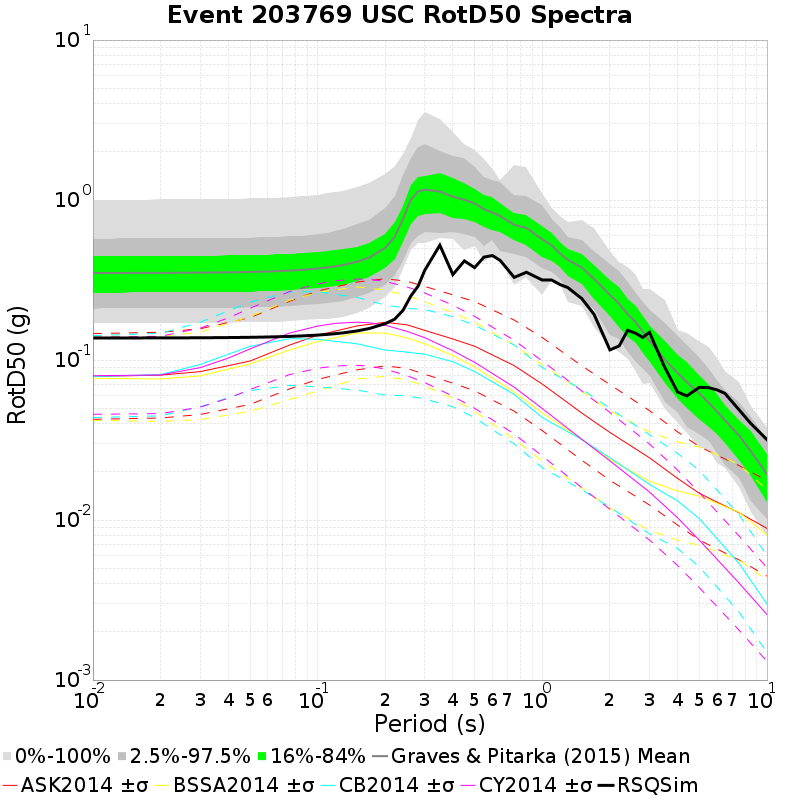 Event 203769 USC RotD50 Spectra
10^1
10^0
10^-1
10^-2
10^-3
RotD50 (g)
10^-2 2 3 4 5 6 10^-1 2 3 4 5 6 7 10^0 2 3 4 5 6 7 10^1
Period (s)
0%-100% 2.5%-97.5% 16%-84% Graves & Pitarka (2015) Mean
ASK2014 ±σ BSSA2014 ±σ CB2014 ±σ CY2014 ±σ RSQSim